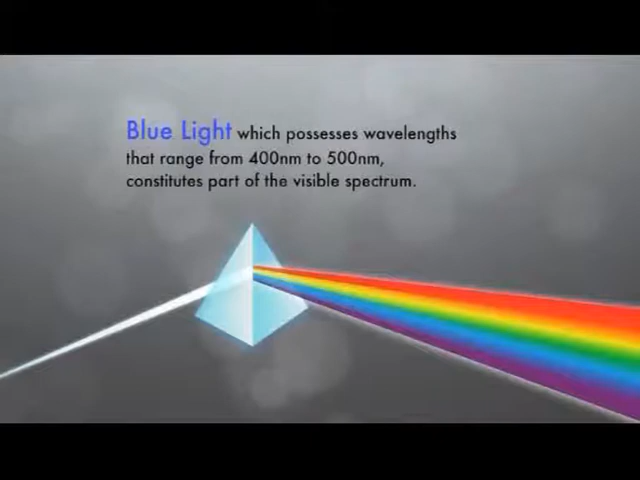 Blue Light which possesses wavelengths
that range from 400nm to 500nm,
constitutes part of the visible spectrum.